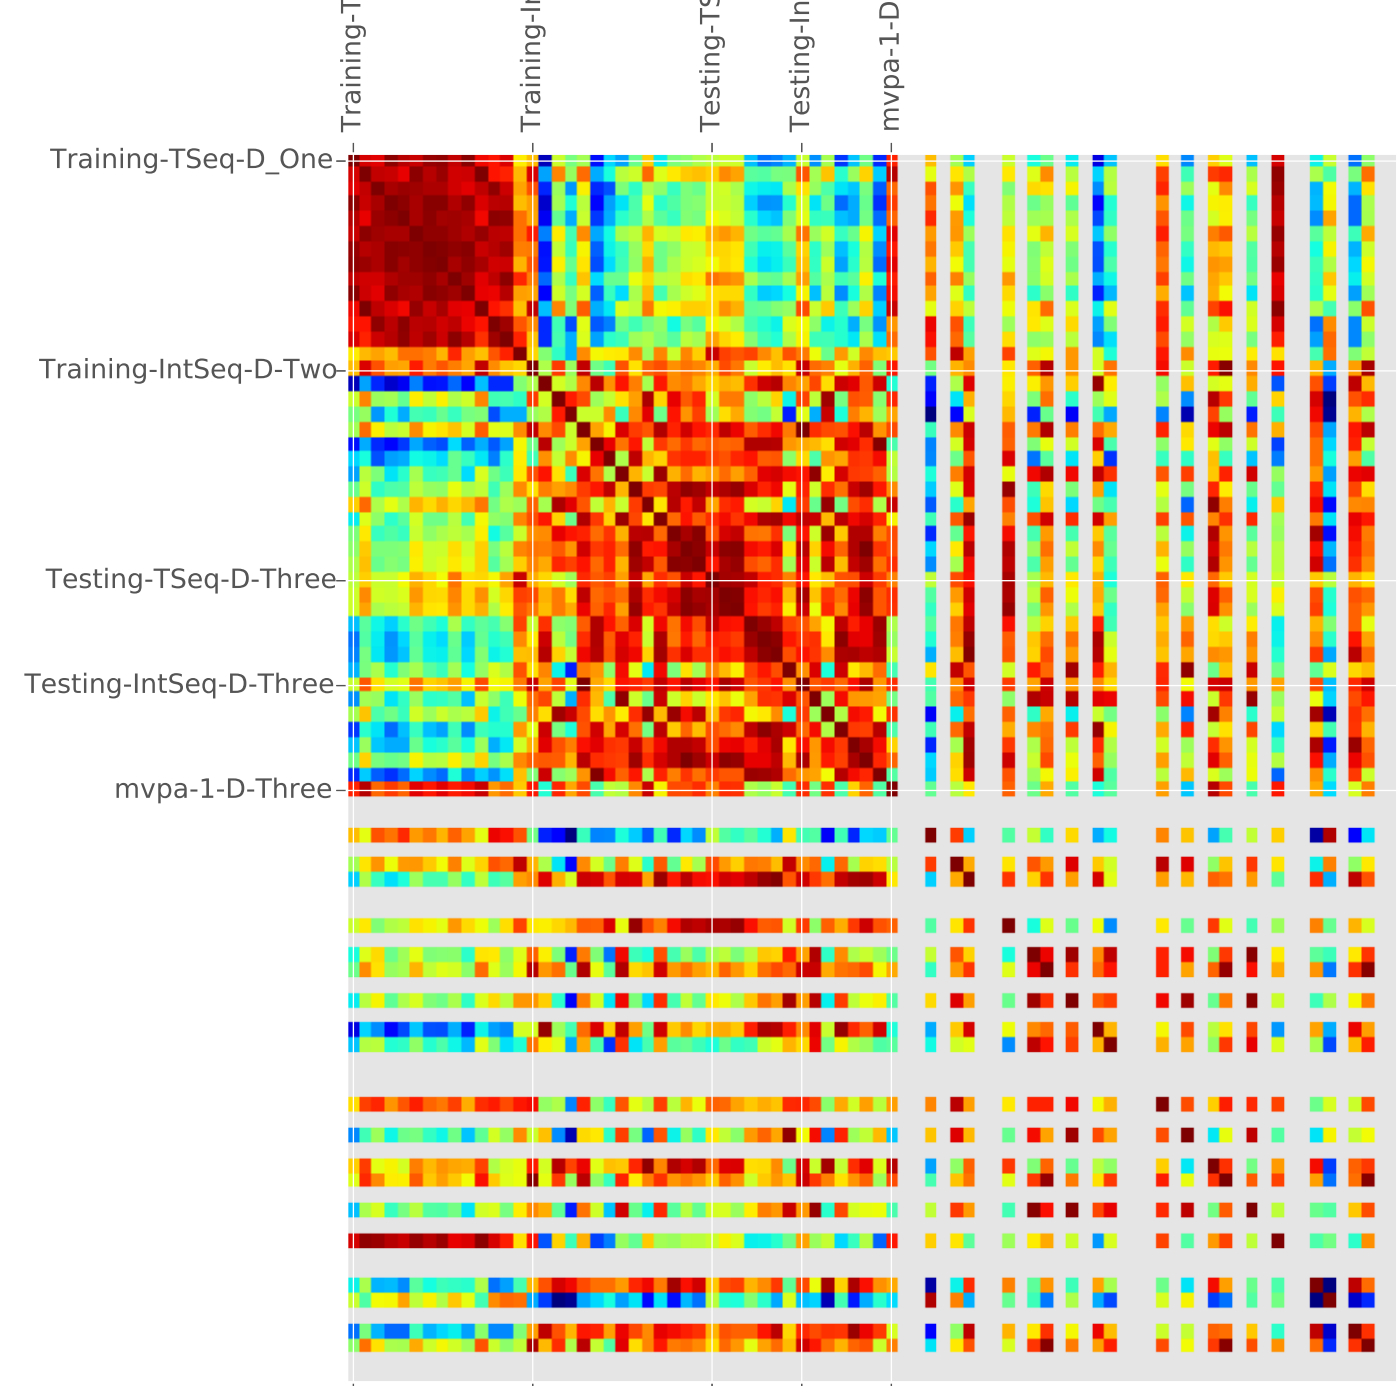 Training-T
Training-I
Testing-TS
Testing-In
mvpa-1-D
Training-TSeq-D_One
Training-IntSeq-D-Two
Testing-TSeq-D-Three
Testing-IntSeq-D-Three
mvpa-1-D-Three